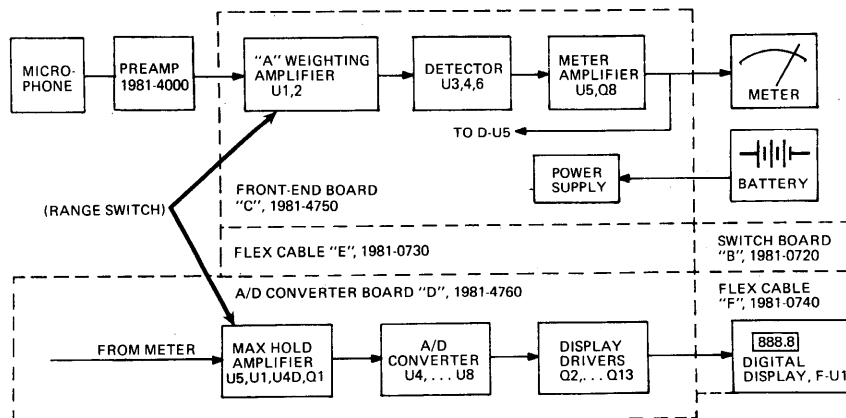 MICRO-
PHONE
PREAMP
1981-4000
"A" WEIGHTING
AMPLIFIER
U1,2
DETECTOR
U3,4,6
METER
AMPLIFIER
U5,Q8
METER
TO D-U5
POWER
SUPPLY
BATTERY
(RANGE SWITCH)
FRONT-END BOARD
"C", 1981-4750
FLEX CABLE "E", 1981-0730
SWITCH BOARD
"B", 1981-0720
A/D CONVERTER BOARD "D", 1981-4760
FLEX CABLE
"F", 1981-0740
FROM METER
MAX HOLD
AMPLIFIER
U5,U1,U4D,Q1
A/D
CONVERTER
U4, . . . U8
DISPLAY
DRIVERS
Q2, . . . Q13
888.8
DIGITAL
DISPLAY, F-U1